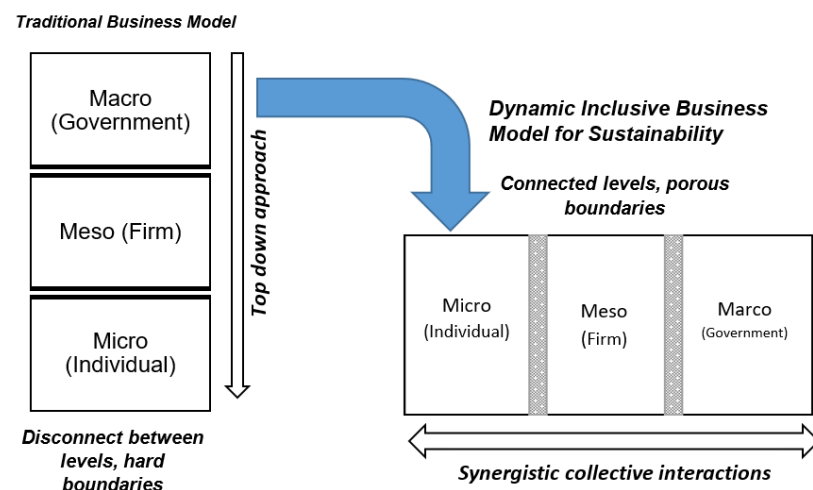 Traditional Business Model
Macro
(Government)
Meso (Firm)
Micro
(Individual)
Top down approach
Disconnect between
levels, hard
boundaries
Dynamic Inclusive Business
Model for Sustainability
Connected levels, porous
boundaries
Micro
(Individual)
Meso
(Firm)
Marco
(Government)
Synergistic collective interactions